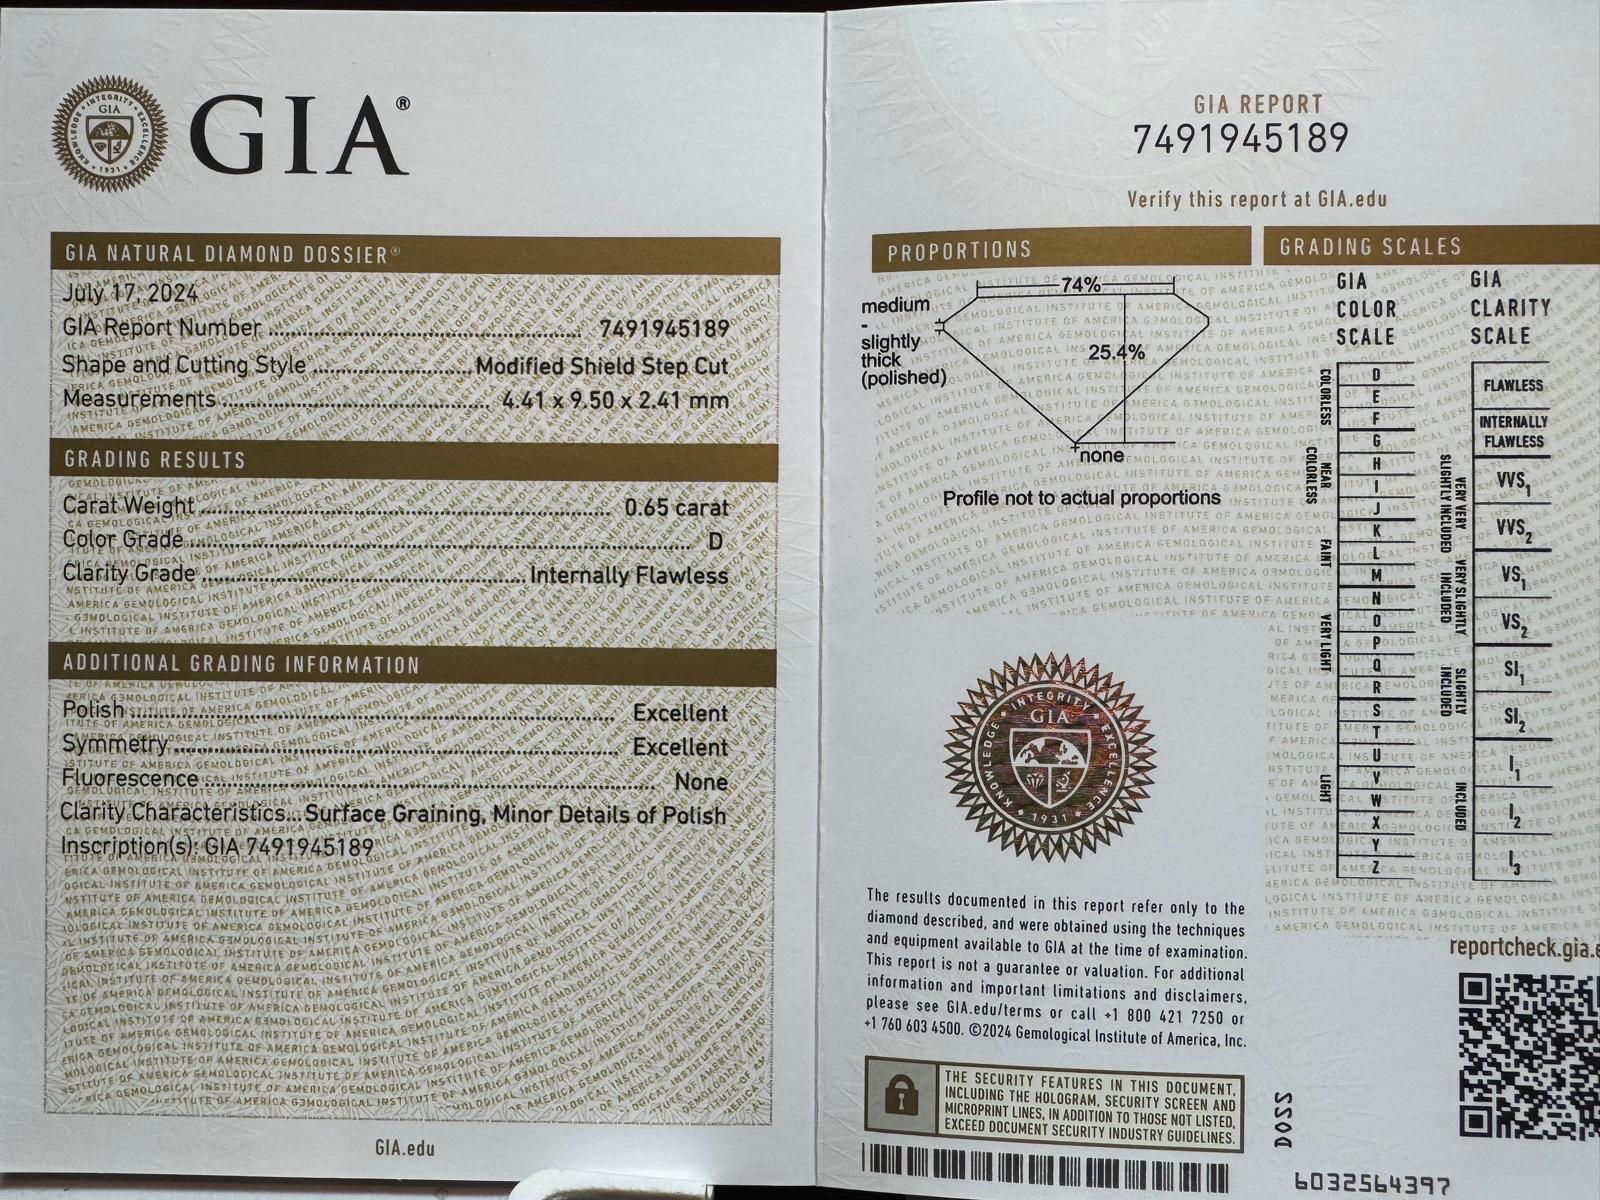 GIA®
GIA NATURAL DIAMOND DOSSIER®
July 17, 2024
GIA Report Number 7491945189
Shape and Cutting Style Modified Shield Step Cut
Measurements 4.41 x 9.50 x 2.41 mm
GRADING RESULTS
Carat Weight 0.65 carat
Color Grade D
Clarity Grade Internally Flawless
ADDITIONAL GRADING INFORMATION
Polish Excellent
Symmetry Excellent
Fluorescence None
Clarity Characteristics...Surface Graining, Minor Details of Polish
Inscription(s): GIA 7491945189
GIA.edu
GIA REPORT
7491945189
Verify this report at GIA.edu
PROPORTIONS
74%
medium
-
slightly
thick
(polished)
25.4%
none
Profile not to actual proportions
INTEGRITY
EXCELLENCE
KNOWLEDGE
GIA
1931
The results documented in this report refer only to the
diamond described, and were obtained using the techniques
and equipment available to GIA at the time of examination.
This report is not a guarantee or valuation. For additional
information and important limitations and disclaimers,
please see GIA.edu/terms or call +1 800 421 7250 or
+1 760 603 4500. ©2024 Gemological Institute of America, Inc.
THE SECURITY FEATURES IN THIS DOCUMENT,
INCLUDING THE HOLOGRAM, SECURITY SCREEN AND
MICROPRINT LINES, IN ADDITION TO THOSE NOT LISTED,
EXCEED DOCUMENT SECURITY INDUSTRY GUIDELINES.
GRADING SCALES
GIA
COLOR
SCALE
COLORLESS
D
E
F
NEAR
COLORLESS
G
H
I
J
FAINT
K
L
M
VERY LIGHT
N
O
P
Q
R
LIGHT
S
T
U
V
W
X
Y
Z
GIA
CLARITY
SCALE
FLAWLESS
INTERNALLY
FLAWLESS
VERY VERY
SLIGHTLY INCLUDED
VVS1
VVS2
VERY SLIGHTLY
INCLUDED
VS1
VS2
SLIGHTLY
INCLUDED
SI1
SI2
INCLUDED
I1
I2
I3
reportcheck.gia.e
DOSS
6032564397